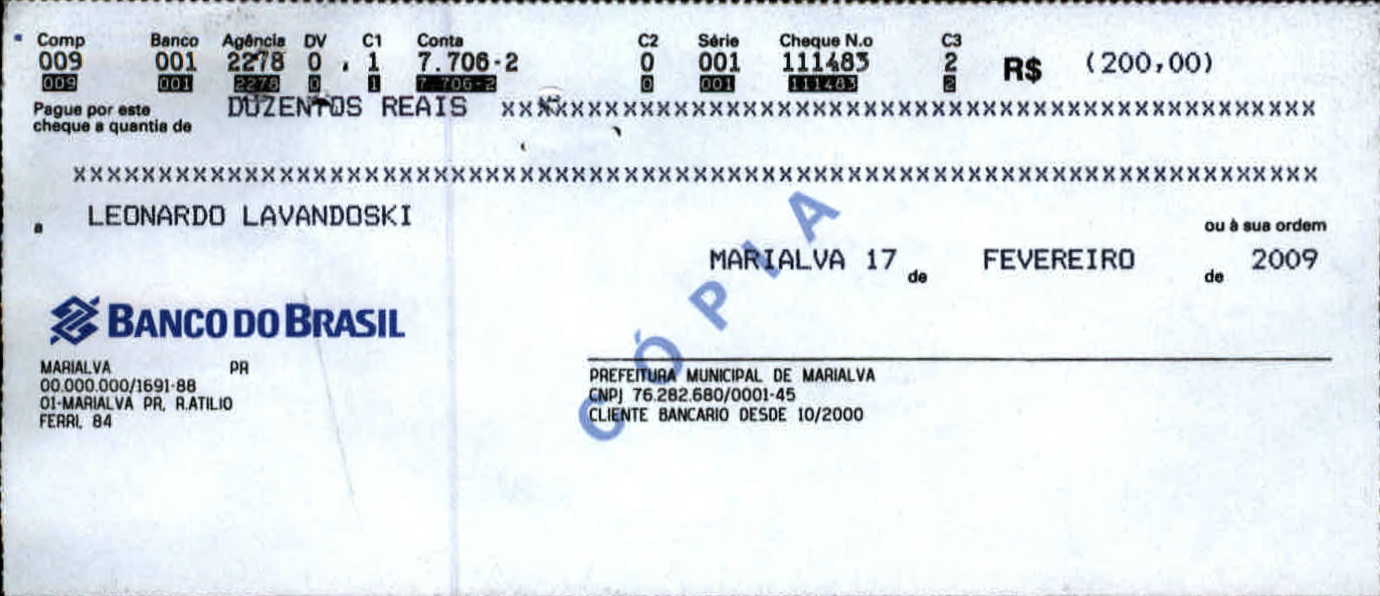 Comp Banco Agência DV C1 Conta C2 Série Cheque N.o C3
009 001 2278 0 . 1 7.706-2 0 001 111483 2 R$ (200,00)
009 001 2278 0 0 7.706-2 0 001 111483 2
Pague por este DUZENTOS REAIS xxxxxxxxxxxxxxxxxxxxxxxxxxxxxxxxxxxxxxxxxxxxxxxx
cheque a quantia de
xxxxxxxxxxxxxxxxxxxxxxxxxxxxxxxxxxxxxxxxxxxxxxxxxxxxxxxxxxxxxxxxxxxxxxxxx
a LEONARDO LAVANDOSKI
ou à sua ordem
MARIALVA 17 de FEVEREIRO de 2009
CÓPIA
BANCO DO BRASIL
MARIALVA PR
00.000.000/1691-88
01-MARIALVA PR, R.ATILIO
FERRI, 84
PREFEITURA MUNICIPAL DE MARIALVA
CNPJ 76.282.680/0001-45
CLIENTE BANCARIO DESDE 10/2000